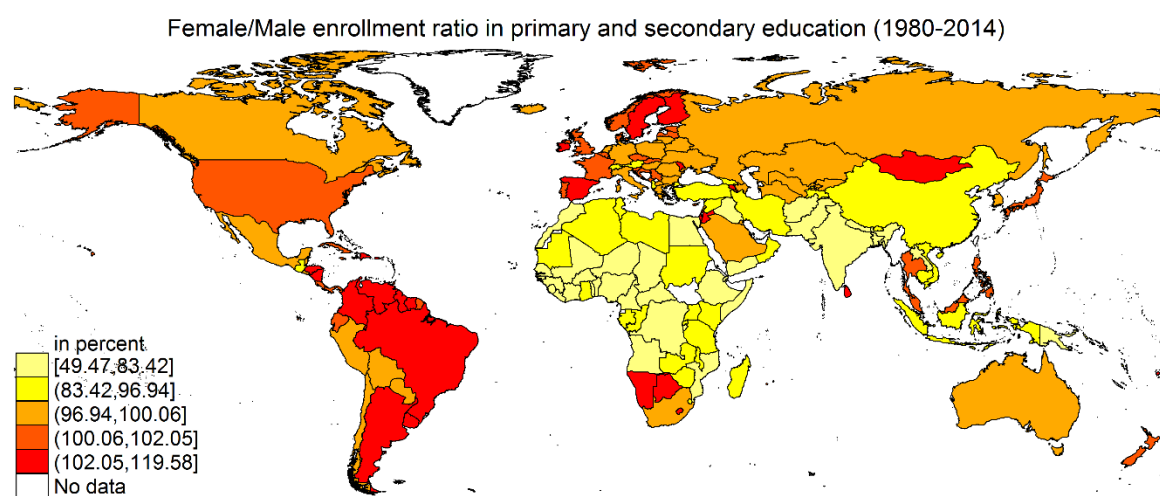 Female/Male enrollment ratio in primary and secondary education (1980-2014)
in percent
[49.47,83.42]
(83.42,96.94]
(96.94,100.06]
(100.06,102.05]
(102.05,119.58]
No data